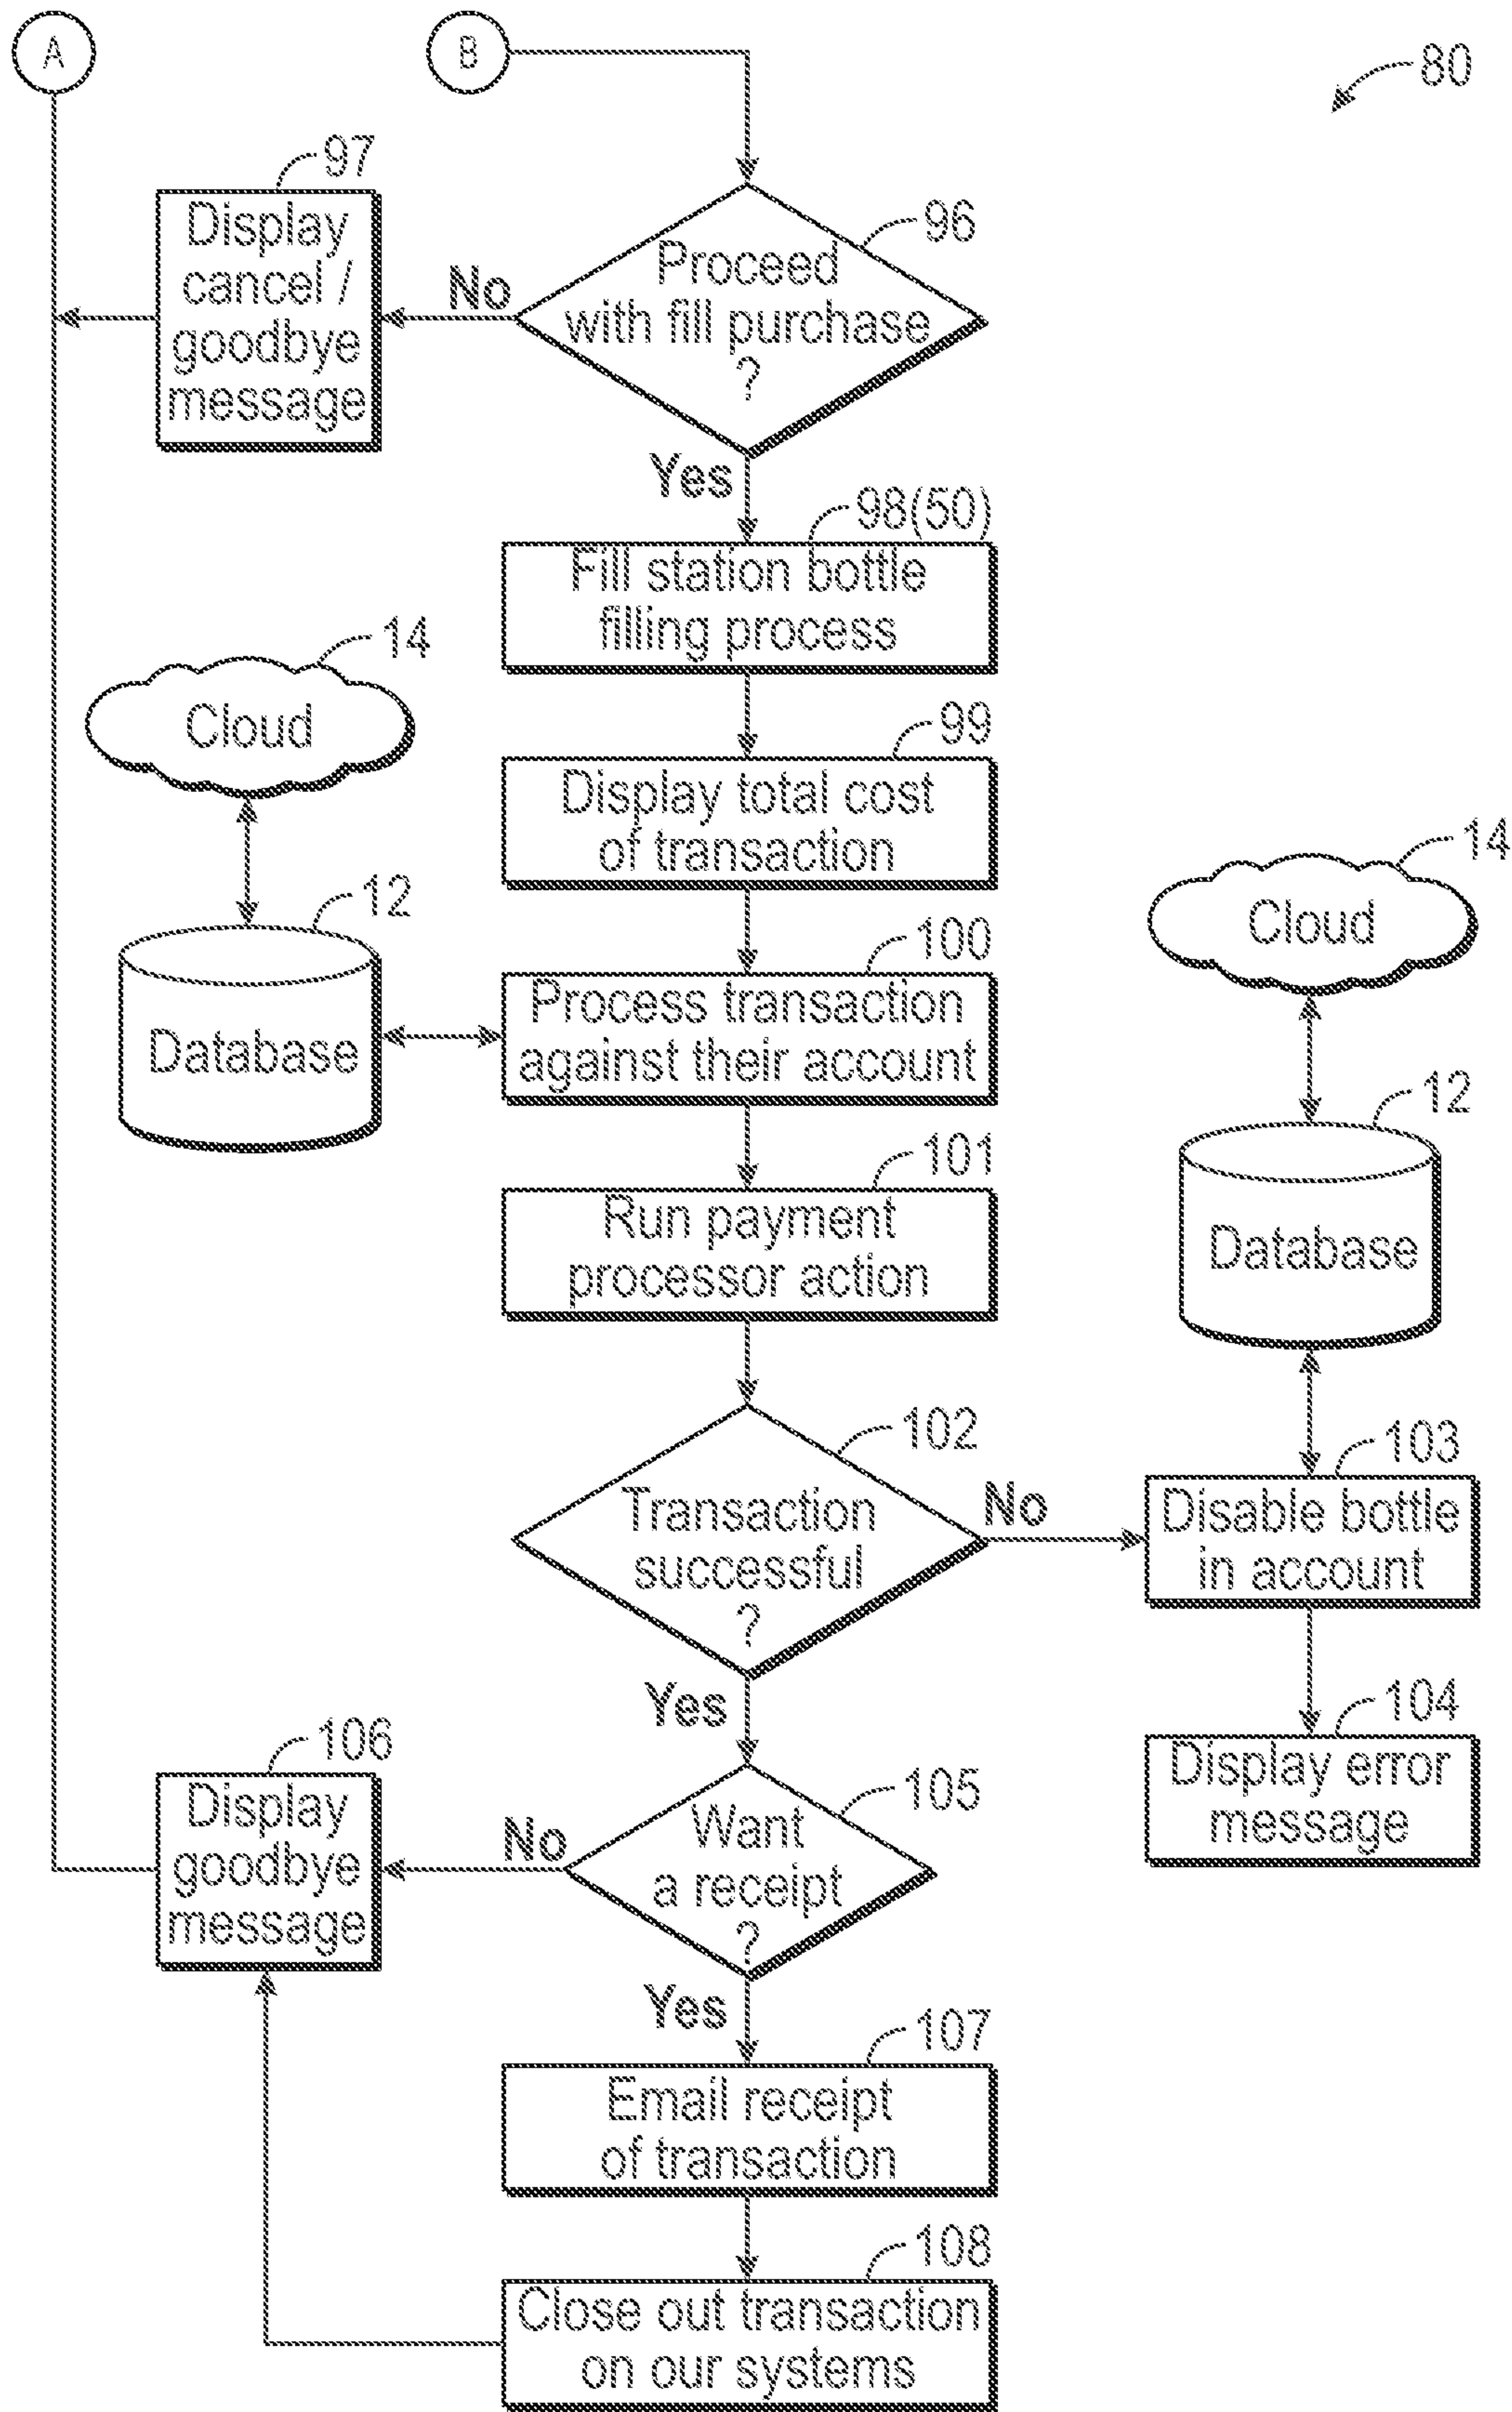 A
B
80
97
Display
cancel /
goodbye
message
No
96
Proceed
with fill purchase
?
Yes
98(50)
Fill station bottle
filling process
14
Cloud
99
Display total cost
of transaction
12
Database
100
Process transaction
against their account
14
Cloud
12
Database
101
Run payment
processor action
102
Transaction
successful
?
No
103
Disable bottle
in account
Yes
104
Display error
message
106
Display
goodbye
message
No
105
Want
a receipt
?
Yes
107
Email receipt
of transaction
108
Close out transaction
on our systems